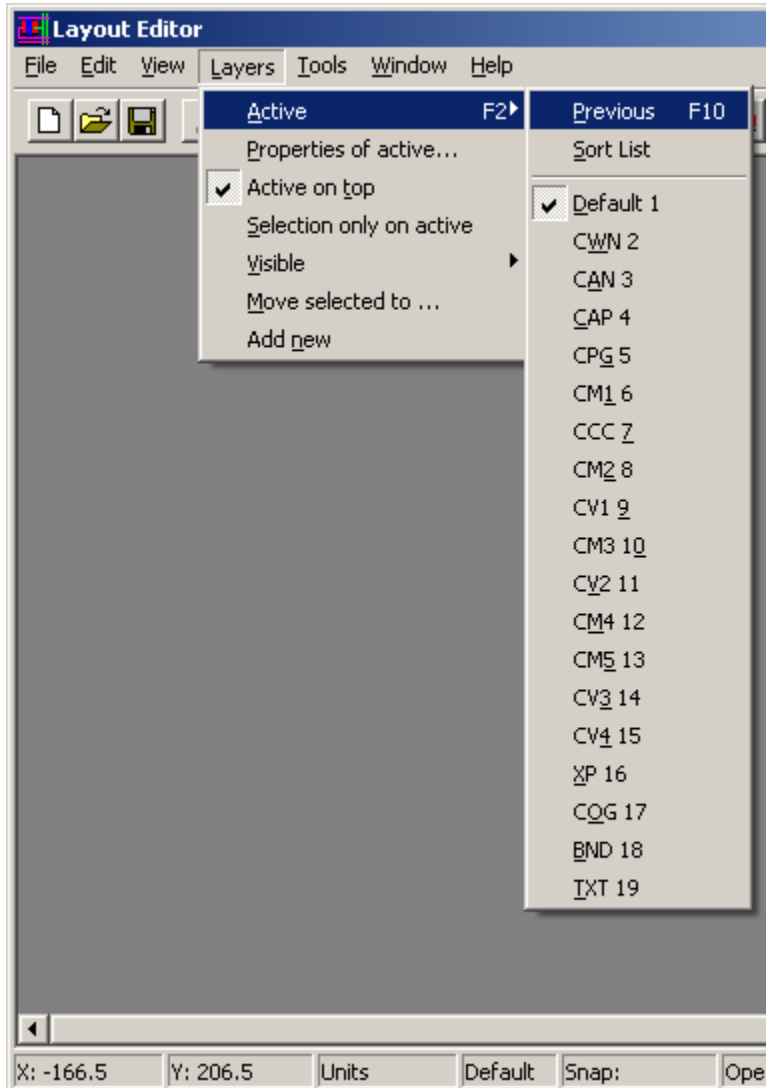 Layout Editor
File Edit View Layers Tools Window Help
Active F2
Properties of active...
Active on top
Selection only on active
Visible
Move selected to ...
Add new
Previous F10
Sort List
Default 1
CWN 2
CAN 3
CAP 4
CPG 5
CM1 6
CCC 7
CM2 8
CV1 9
CM3 10
CV2 11
CM4 12
CM5 13
CV3 14
CV4 15
XP 16
COG 17
BND 18
TXT 19
X: -166.5 Y: 206.5 Units Default Snap: Ope